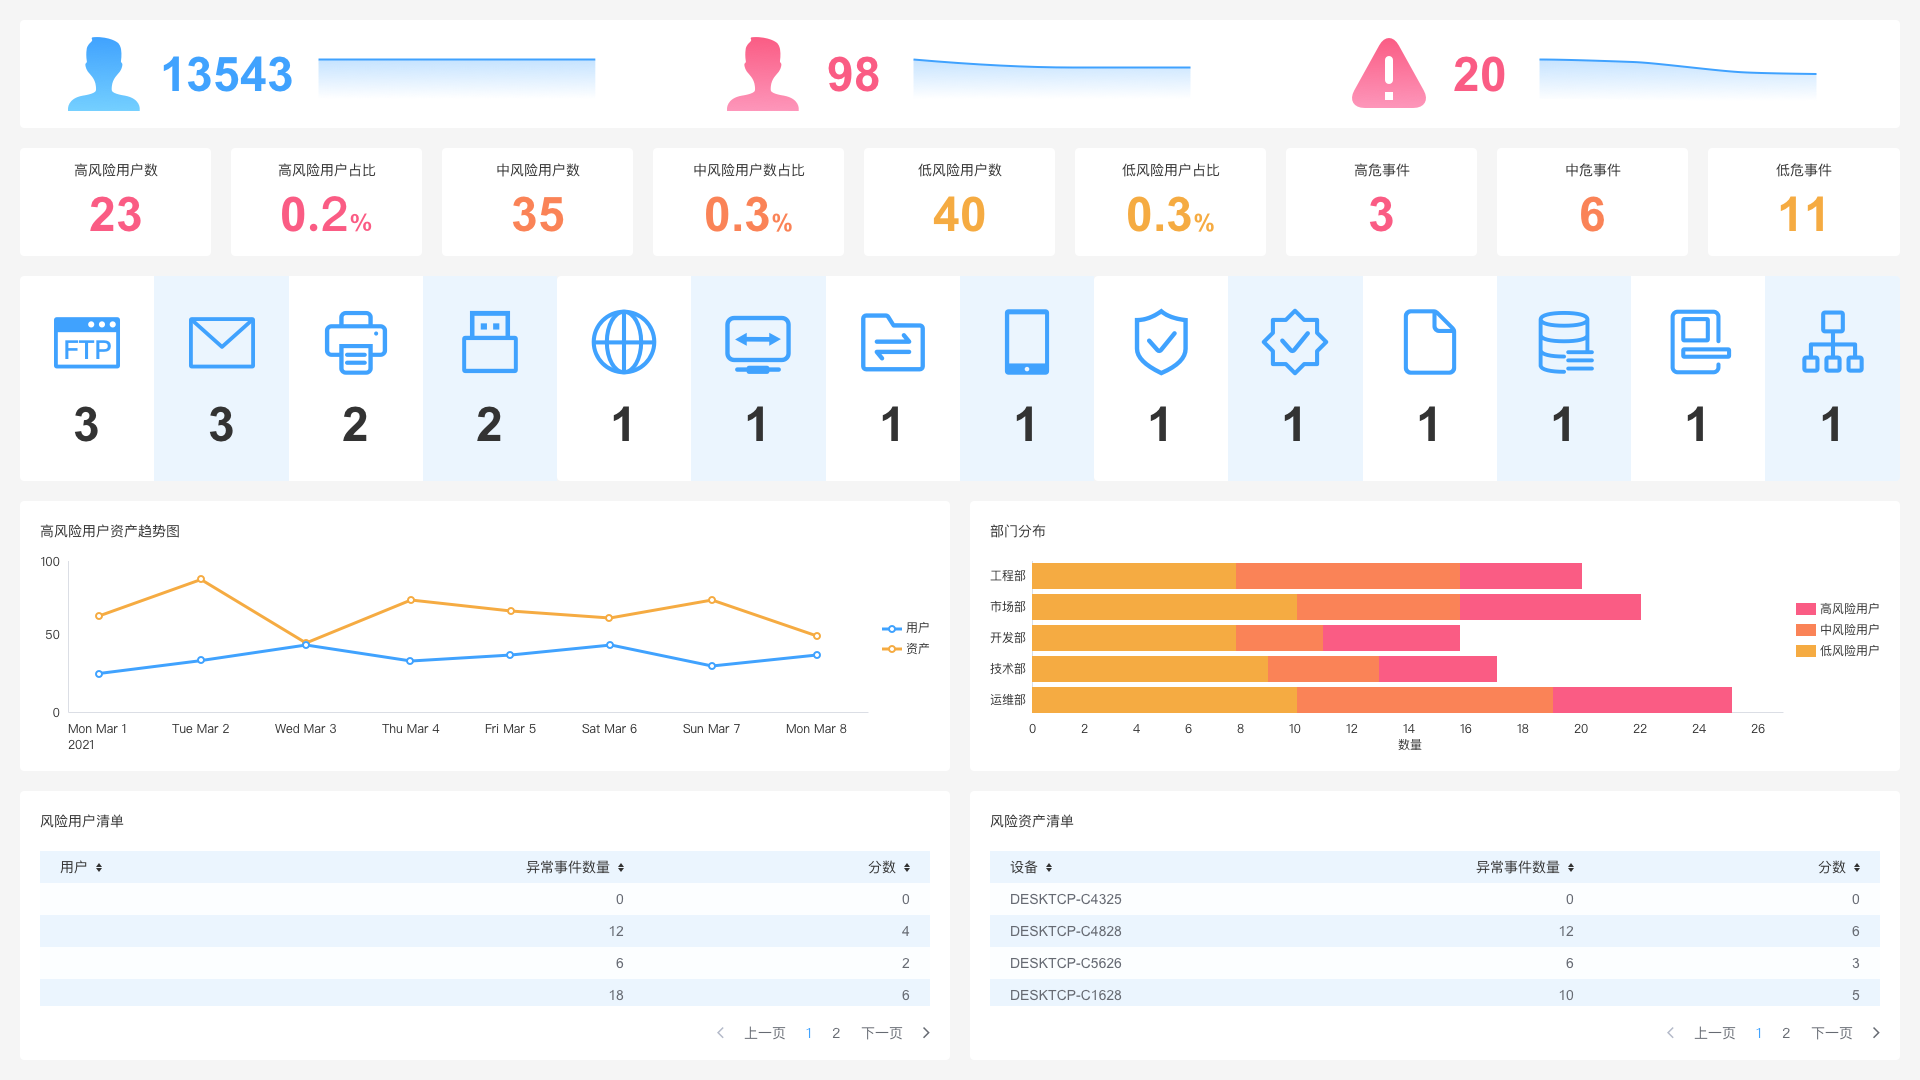 13543
98
20
高风险用户数
23
高风险用户占比
0.2%
中风险用户数
35
中风险用户数占比
0.3%
低风险用户数
40
低风险用户占比
0.3%
高危事件
3
中危事件
6
低危事件
11
FTP
3 3 2 2 1 1 1 1 1 1 1 1 1 1
高风险用户资产趋势图
100
50
0
Mon Mar 1 Tue Mar 2 Wed Mar 3 Thu Mar 4 Fri Mar 5 Sat Mar 6 Sun Mar 7 Mon Mar 8
2021
用户
资产
部门分布
工程部
市场部
开发部
技术部
运维部
0 2 4 6 8 10 12 14 16 18 20 22 24 26
数量
高风险用户
中风险用户
低风险用户
风险用户清单
用户 异常事件数量 分数
0 0
12 4
6 2
18 6
上一页 1 2 下一页
风险资产清单
设备 异常事件数量 分数
DESKTCP-C4325 0 0
DESKTCP-C4828 12 6
DESKTCP-C5626 6 3
DESKTCP-C1628 10 5
上一页 1 2 下一页